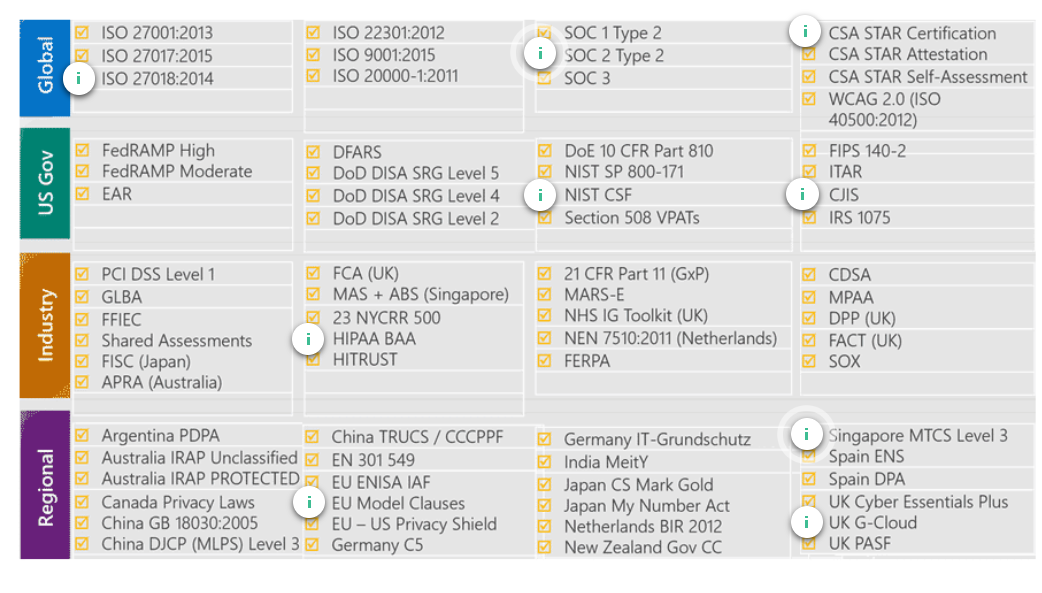 Global
ISO 27001:2013
ISO 27017:2015
i ISO 27018:2014
ISO 22301:2012
ISO 9001:2015
ISO 20000-1:2011
SOC 1 Type 2
i SOC 2 Type 2
SOC 3
i CSA STAR Certification
CSA STAR Attestation
CSA STAR Self-Assessment
WCAG 2.0 (ISO
40500:2012)
US Gov
FedRAMP High
FedRAMP Moderate
EAR
DFARS
DoD DISA SRG Level 5
DoD DISA SRG Level 4
DoD DISA SRG Level 2
DoE 10 CFR Part 810
NIST SP 800-171
i NIST CSF
Section 508 VPATs
FIPS 140-2
ITAR
i CJIS
IRS 1075
Industry
PCI DSS Level 1
GLBA
FFIEC
Shared Assessments
FISC (Japan)
APRA (Australia)
FCA (UK)
MAS + ABS (Singapore)
23 NYCRR 500
i HIPAA BAA
HITRUST
21 CFR Part 11 (GxP)
MARS-E
NHS IG Toolkit (UK)
NEN 7510:2011 (Netherlands)
FERPA
CDSA
MPAA
DPP (UK)
FACT (UK)
SOX
Regional
Argentina PDPA
Australia IRAP Unclassified
Australia IRAP PROTECTED
Canada Privacy Laws
China GB 18030:2005
China DJCP (MLPS) Level 3
China TRUCS / CCCPPF
EN 301 549
EU ENISA IAF
i EU Model Clauses
EU – US Privacy Shield
Germany C5
Germany IT-Grundschutz
India MeitY
Japan CS Mark Gold
Japan My Number Act
Netherlands BIR 2012
New Zealand Gov CC
i Singapore MTCS Level 3
Spain ENS
Spain DPA
UK Cyber Essentials Plus
i UK G-Cloud
UK PASF